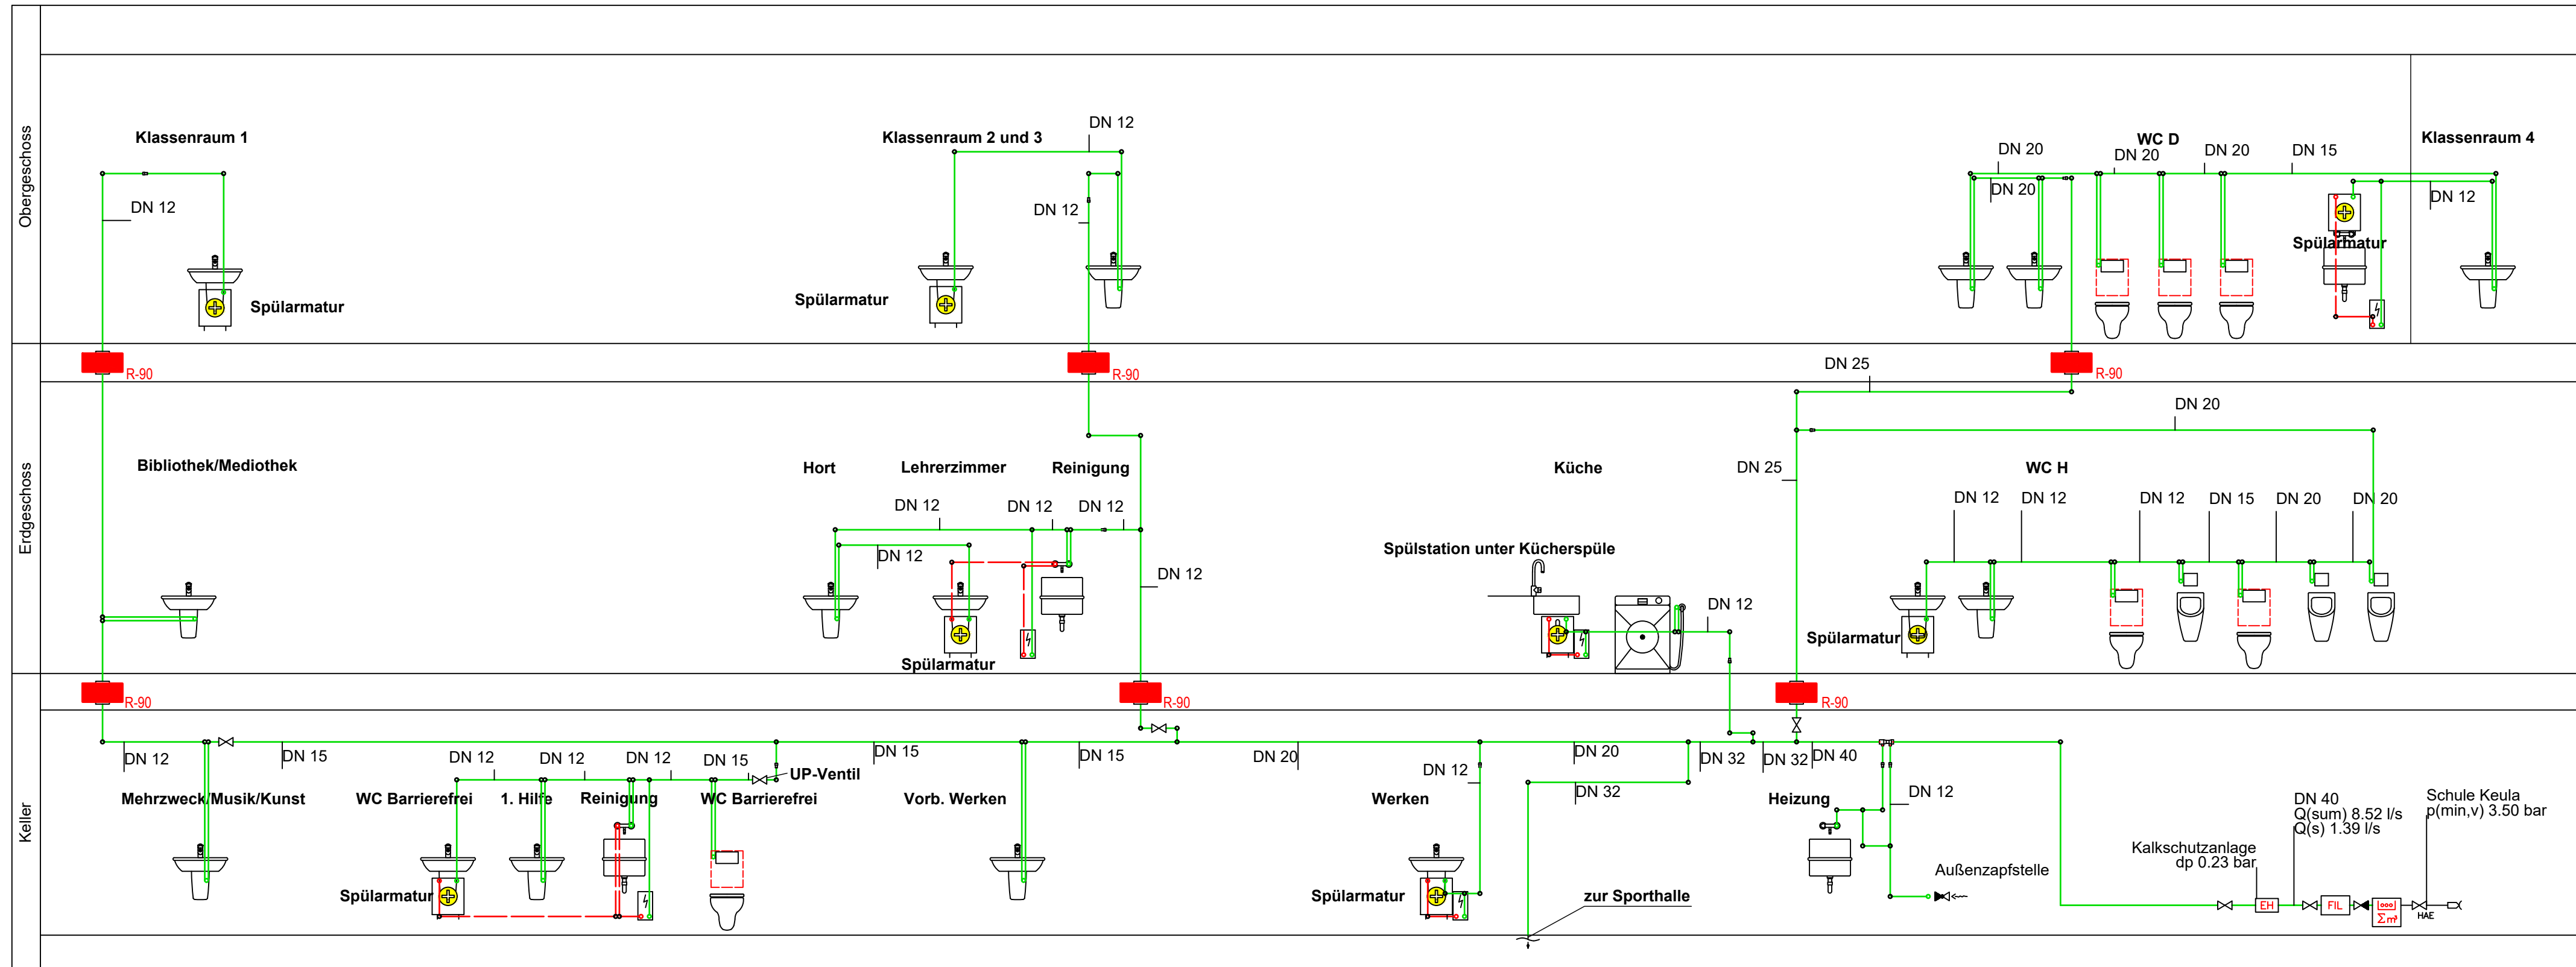 Obergeschoss
Klassenraum 1
DN 12
Spülarmatur
Klassenraum 2 und 3
DN 12
DN 12
Spülarmatur
WC D
DN 20
DN 20
DN 20
DN 15
DN 20
Spülarmatur
Klassenraum 4
DN 12
R-90
R-90
R-90
Erdgeschoss
DN 25
DN 20
Bibliothek/Mediothek
Hort
Lehrerzimmer
Reinigung
DN 12
DN 12
DN 12
DN 12
DN 12
Spülarmatur
Küche
Spülstation unter Kücherspüle
DN 12
DN 25
WC H
DN 12
DN 12
DN 12
DN 15
DN 20
DN 20
Spülarmatur
R-90
R-90
R-90
Keller
DN 12
DN 15
DN 12
DN 12
DN 12
DN 15
UP-Ventil
DN 15
DN 15
DN 20
DN 12
DN 20
DN 32
DN 32
DN 40
DN 32
Mehrzweck/Musik/Kunst
WC Barrierefrei
1. Hilfe
Reinigung
WC Barrierefrei
Vorb. Werken
Werken
Heizung
DN 12
Spülarmatur
Spülarmatur
zur Sporthalle
Außenzapfstelle
Kalkschutzanlage
dp 0.23 bar
DN 40
Q(sum) 8.52 l/s
Q(s) 1.39 l/s
Schule Keula
p(min,v) 3.50 bar
EH
FIL
|ooo|
Σm³
HAE